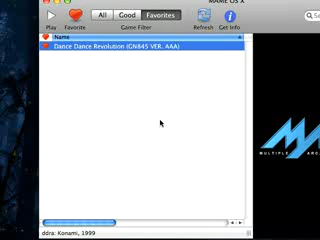 MAME OS X
All Good Favorites
Play Favorite Game Filter Refresh Get Info
Name
Dance Dance Revolution (GN845 VER. AAA)
MULTIPLE ARC
ddra: Konami, 1999